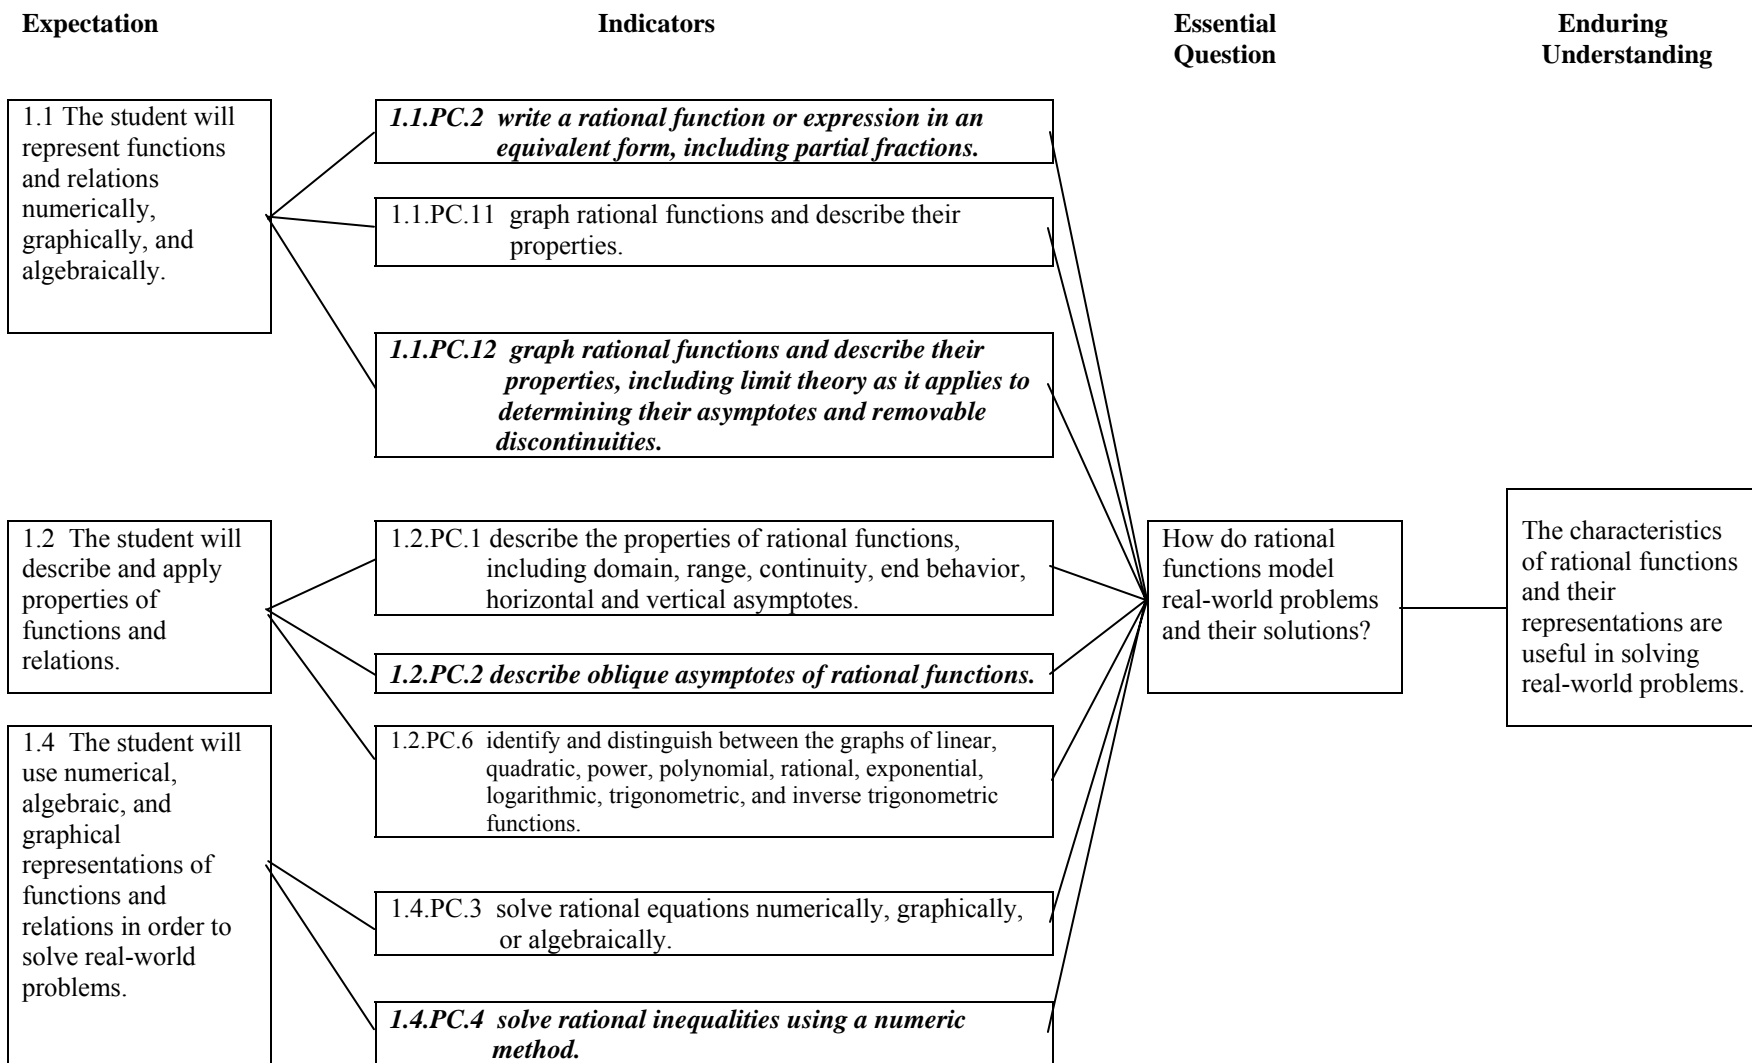 Expectation
Indicators
Essential
Question
Enduring
Understanding
1.1 The student will
represent functions
and relations
numerically,
graphically, and
algebraically.
1.1.PC.2 write a rational function or expression in an
equivalent form, including partial fractions.
1.1.PC.11 graph rational functions and describe their
properties.
1.1.PC.12 graph rational functions and describe their
properties, including limit theory as it applies to
determining their asymptotes and removable
discontinuities.
1.2 The student will
describe and apply
properties of
functions and
relations.
1.2.PC.1 describe the properties of rational functions,
including domain, range, continuity, end behavior,
horizontal and vertical asymptotes.
1.2.PC.2 describe oblique asymptotes of rational functions.
1.2.PC.6 identify and distinguish between the graphs of linear,
quadratic, power, polynomial, rational, exponential,
logarithmic, trigonometric, and inverse trigonometric
functions.
1.4 The student will
use numerical,
algebraic, and
graphical
representations of
functions and
relations in order to
solve real-world
problems.
1.4.PC.3 solve rational equations numerically, graphically,
or algebraically.
1.4.PC.4 solve rational inequalities using a numeric
method.
How do rational
functions model
real-world problems
and their solutions?
The characteristics
of rational functions
and their
representations are
useful in solving
real-world problems.